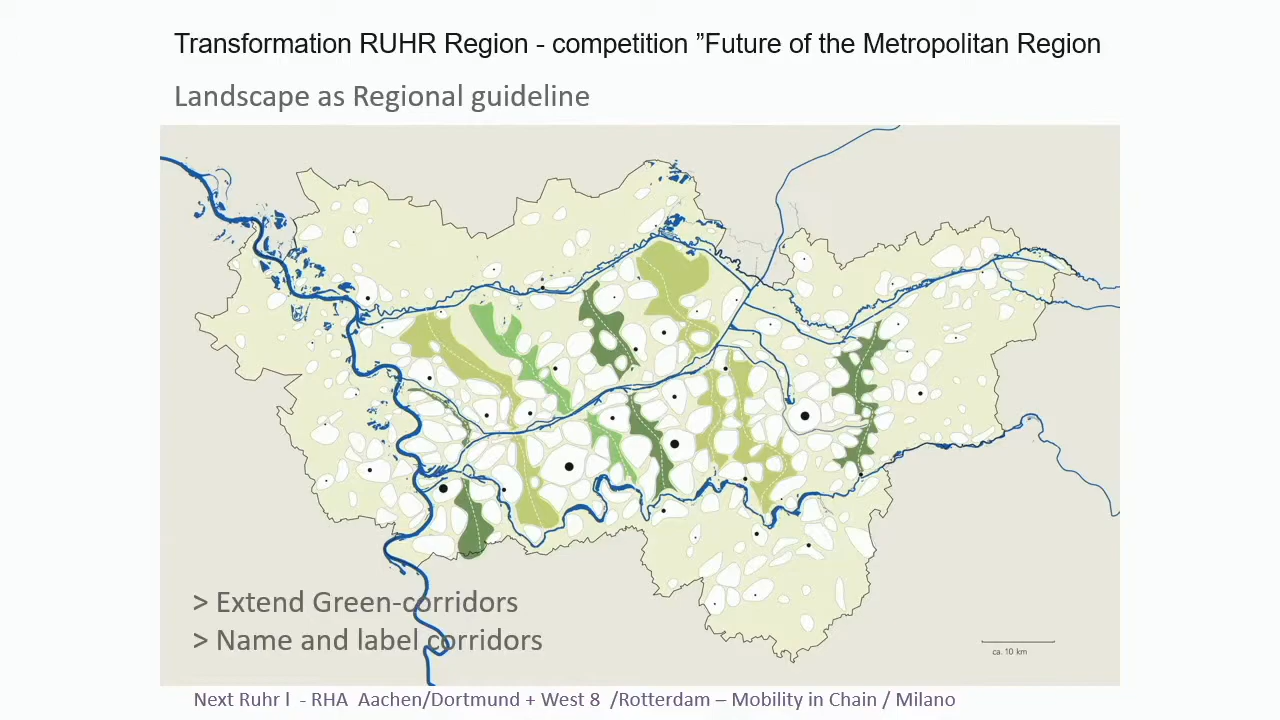 Transformation RUHR Region - competition ”Future of the Metropolitan Region
Landscape as Regional guideline
> Extend Green-corridors
> Name and label corridors
ca. 10 km
Next Ruhr l - RHA Aachen/Dortmund + West 8 /Rotterdam – Mobility in Chain / Milano